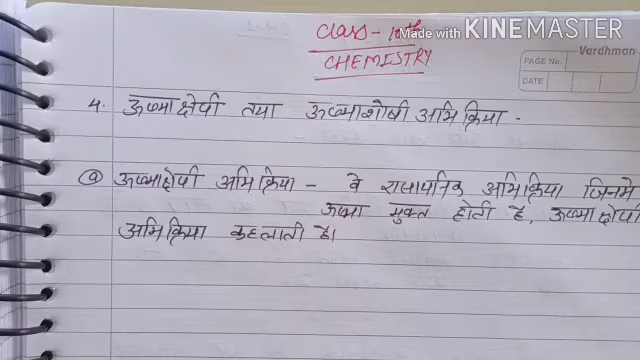 Class - 10th
Made with KINEMASTER
CHEMISTRY
Vardhman
PAGE No.
DATE
4. ऊष्माक्षेपी तथा ऊष्माशोषी अभिक्रिया -
(a) ऊष्माक्षेपी अभिक्रिया - वे रासायनिक अभिक्रिया जिनमे
ऊष्मा मुक्त होती है, ऊष्माक्षेपी
अभिक्रिया कहलाती है।